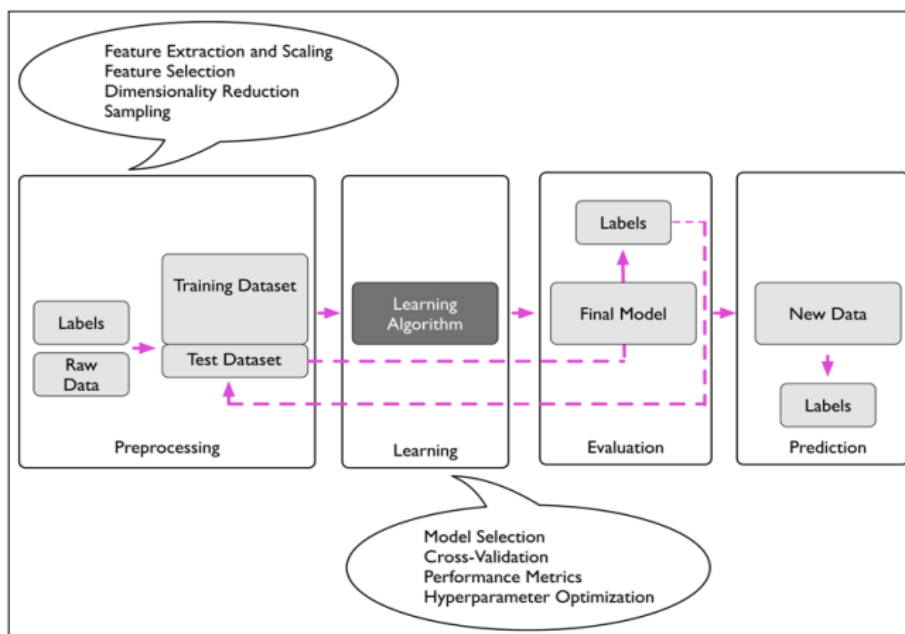 Feature Extraction and Scaling
Feature Selection
Dimensionality Reduction
Sampling
Labels
Raw
Data
Training Dataset
Test Dataset
Preprocessing
Learning
Algorithm
Learning
Labels
Final Model
Evaluation
New Data
Labels
Prediction
Model Selection
Cross-Validation
Performance Metrics
Hyperparameter Optimization